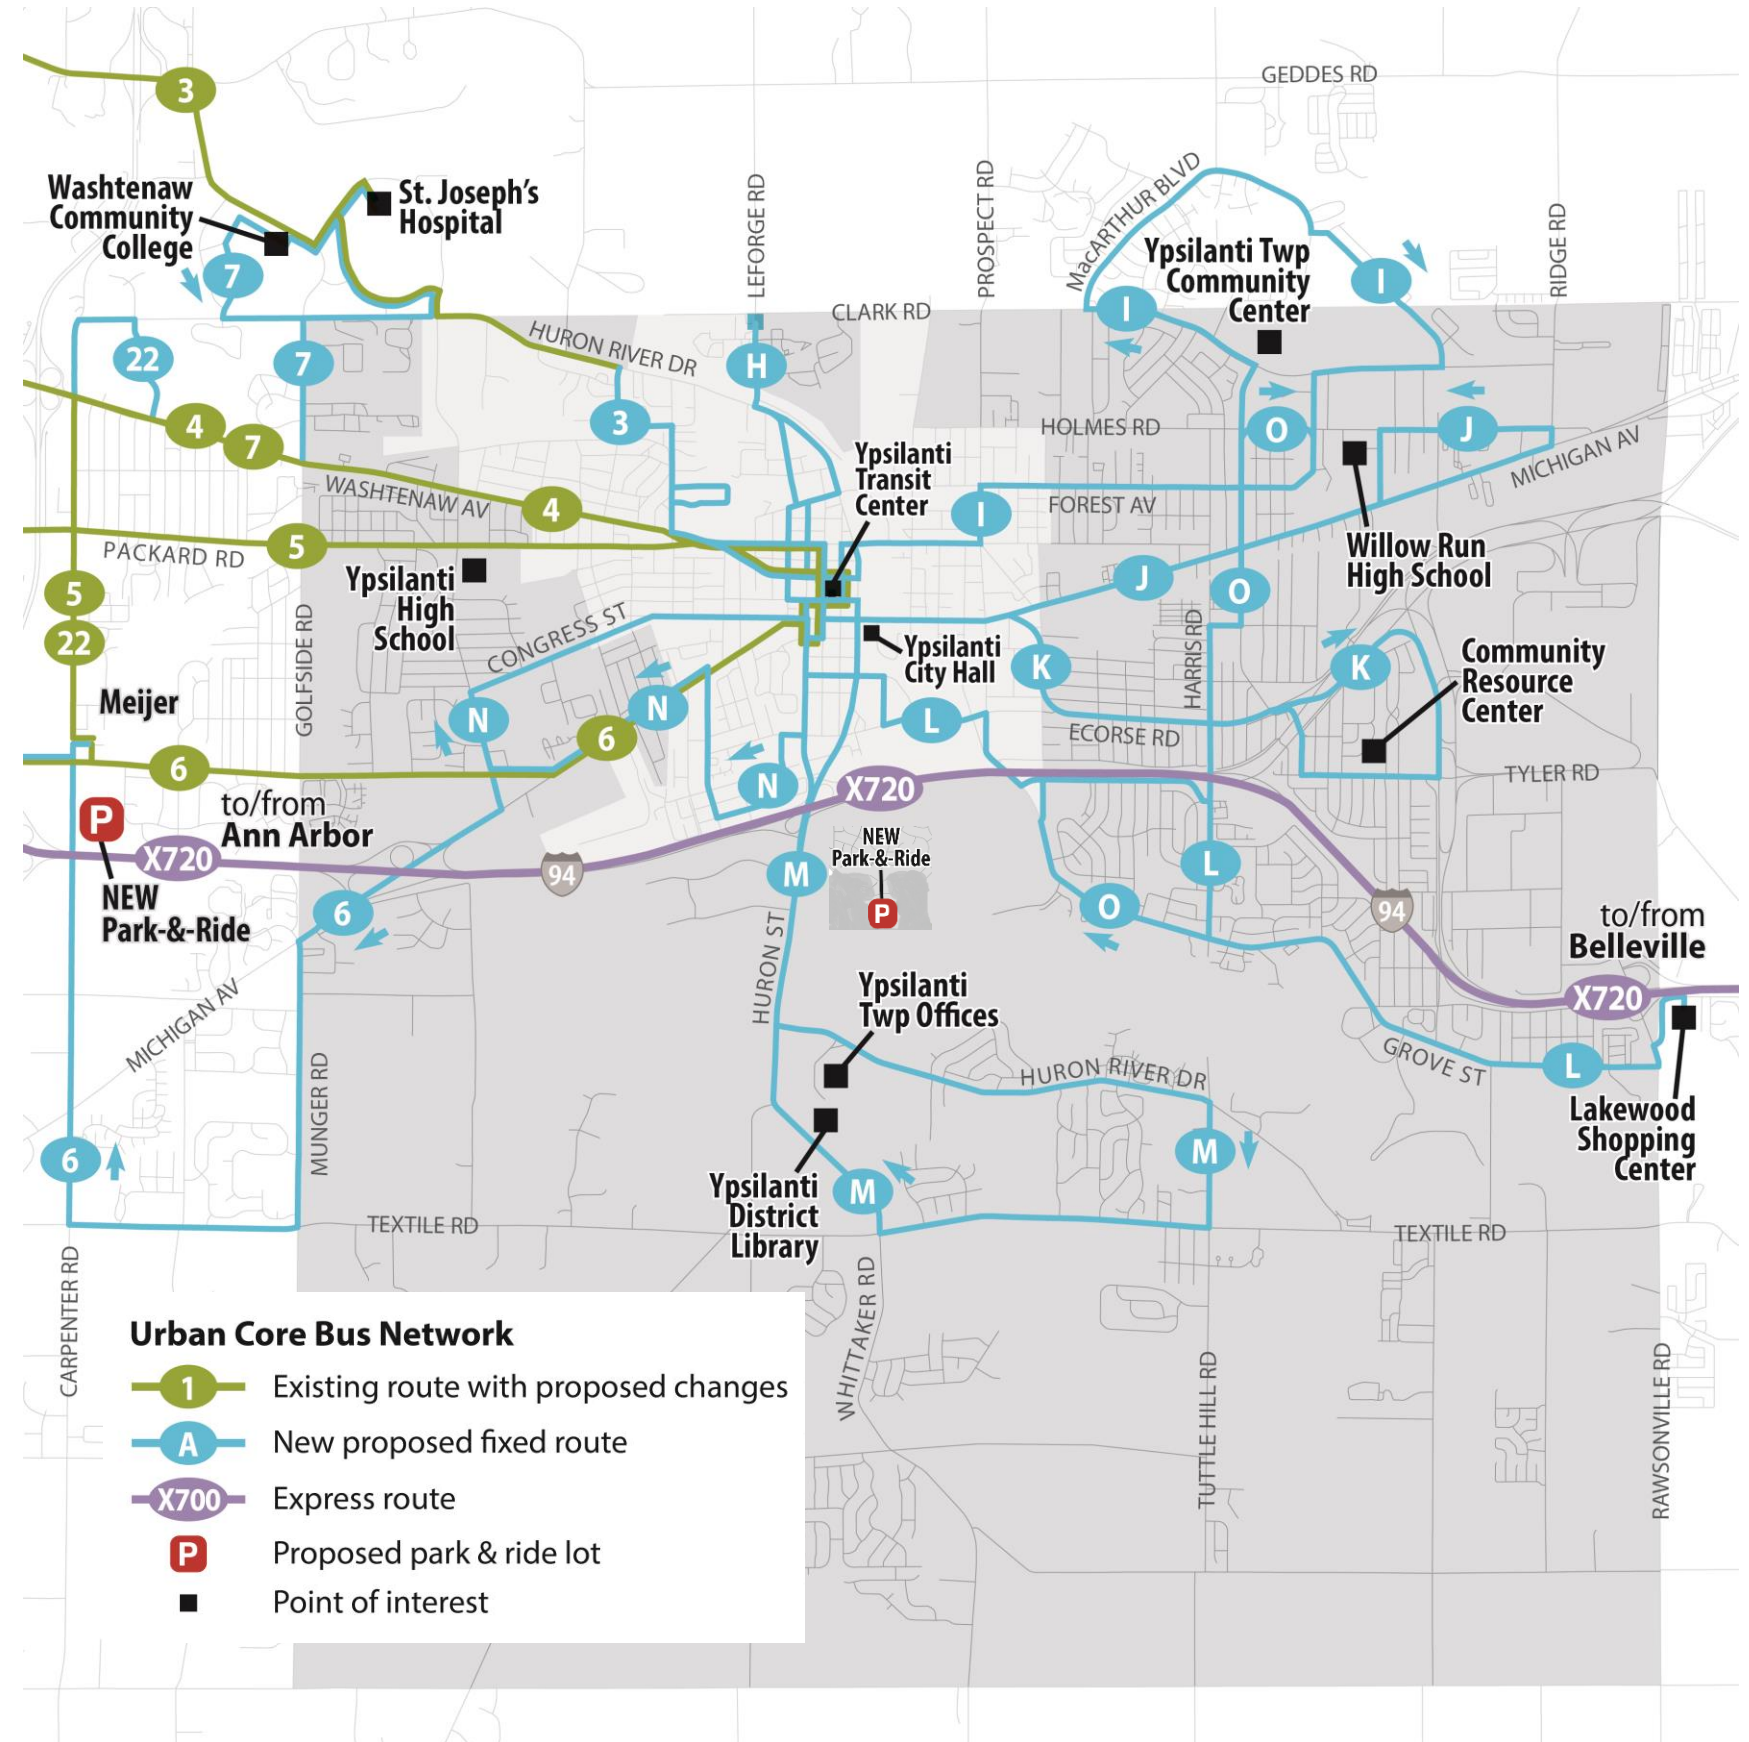 GEDDES RD
3
Washtenaw
Community
College
St. Joseph's
Hospital
LEFORGE RD
PROSPECT RD
MacARTHUR BLVD
RIDGE RD
Ypsilanti Twp
Community
Center
7
I
I
CLARK RD
HURON RIVER DR
22
7
H
3
4
7
HOLMES RD
O
J
MICHIGAN AV
Ypsilanti
Transit
Center
WASHTENAW AV
4
I
FOREST AV
5
PACKARD RD
Willow Run
High School
Ypsilanti
High
School
5
22
GOLFSIDE RD
CONGRESS ST
J
O
HARRIS RD
Ypsilanti
City Hall
K
K
Community
Resource
Center
Meijer
N
N
6
L
ECORSE RD
6
N
X720
TYLER RD
P
to/from
Ann Arbor
X720
NEW
Park-&-Ride
94
NEW
Park-&-Ride
P
M
L
6
O
94
to/from
Belleville
HURON ST
X720
MICHIGAN AV
Ypsilanti
Twp Offices
HURON RIVER DR
GROVE ST
L
MUNGER RD
Lakewood
Shopping
Center
6
M
M
Ypsilanti
District
Library
TEXTILE RD
TEXTILE RD
CARPENTER RD
WHITTAKER RD
TUTTLE HILL RD
RAWSONVILLE RD
Urban Core Bus Network
1 Existing route with proposed changes
A New proposed fixed route
X700 Express route
P Proposed park & ride lot
Point of interest